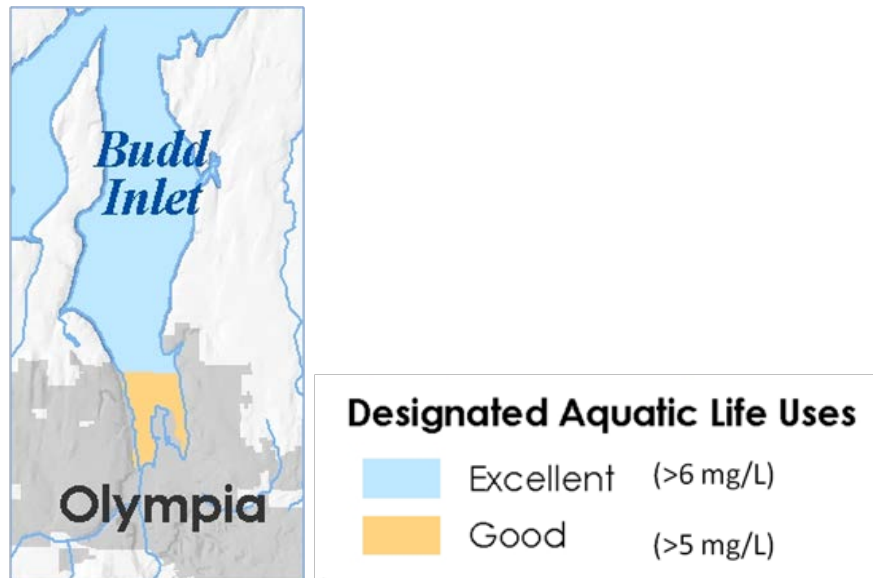 Budd
Inlet
Olympia
Designated Aquatic Life Uses
Excellent (>6 mg/L)
Good (>5 mg/L)